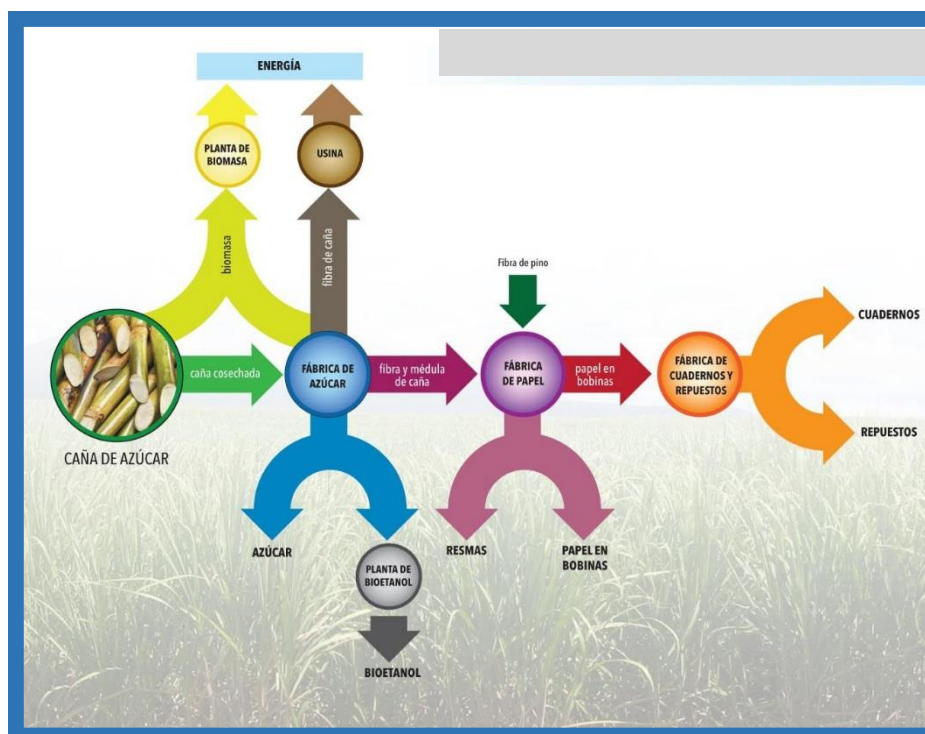 ENERGÍA
PLANTA DE
BIOMASA
USINA
biomasa
fibra de caña
Fibra de pino
CUADERNOS
caña cosechada
FÁBRICA DE
AZÚCAR
fibra y médula
de caña
FÁBRICA
DE PAPEL
papel en
bobinas
FÁBRICA DE
CUADERNOS Y
REPUESTOS
REPUESTOS
CAÑA DE AZÚCAR
AZÚCAR
RESMAS
PAPEL EN
BOBINAS
PLANTA DE
BIOETANOL
BIOETANOL